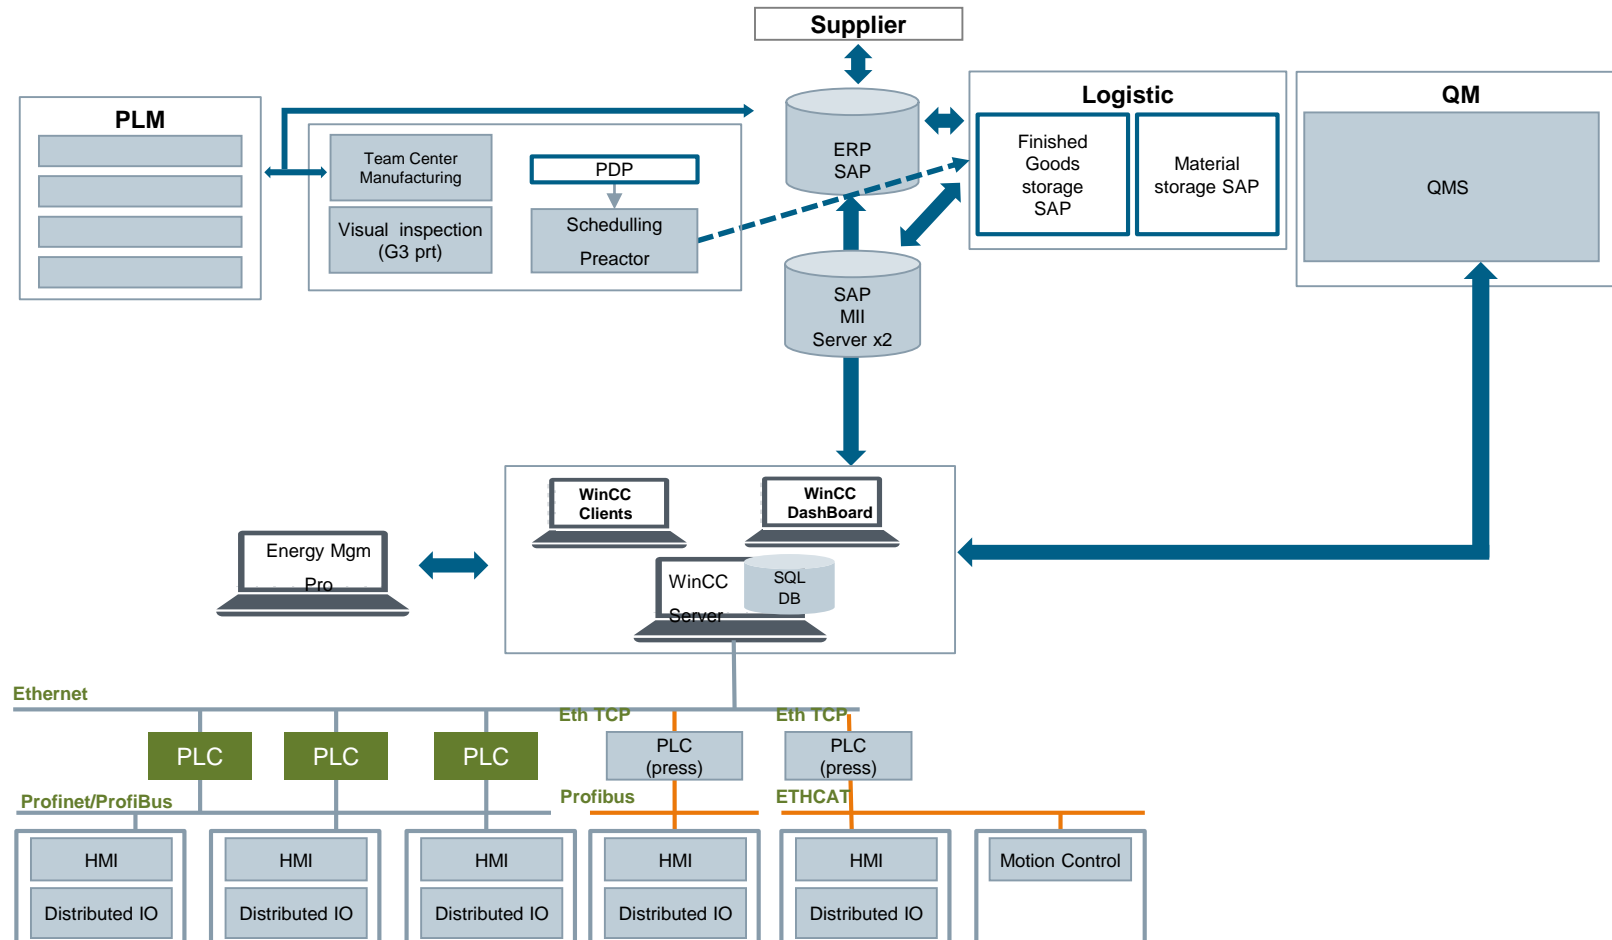 Supplier
PLM
Team Center
Manufacturing
Visual inspection
(G3 prt)
PDP
Schedulling
Preactor
ERP
SAP
Logistic
Finished
Goods
storage
SAP
Material
storage SAP
QM
QMS
SAP
MII
Server x2
WinCC
Clients
WinCC
DashBoard
Energy Mgm
Pro
WinCC
Server
SQL
DB
Ethernet
Eth TCP
Eth TCP
PLC
PLC
PLC
PLC
(press)
PLC
(press)
Profinet/ProfiBus
Profibus
ETHCAT
HMI
HMI
HMI
HMI
HMI
Motion Control
Distributed IO
Distributed IO
Distributed IO
Distributed IO
Distributed IO